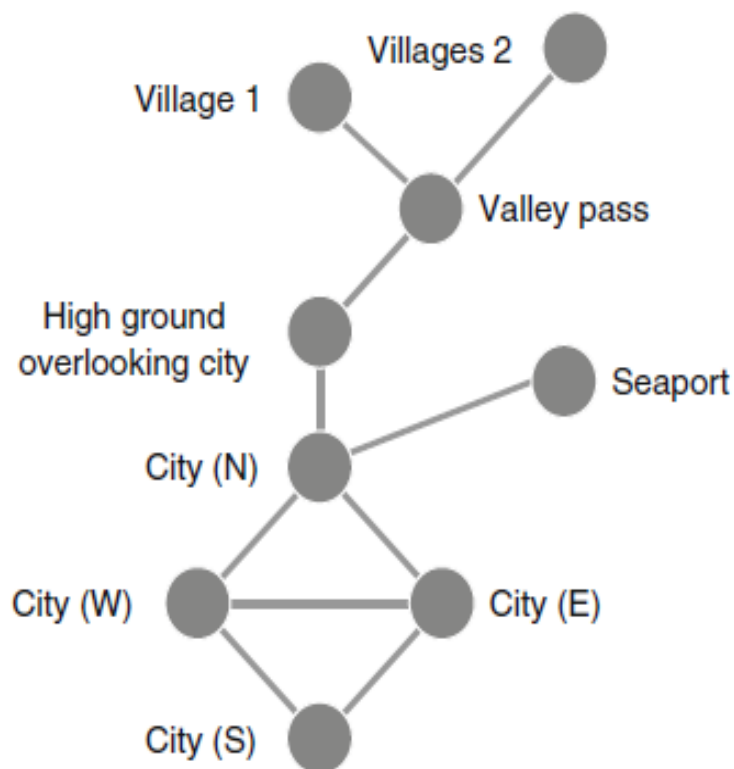 Villages 2
Village 1
Valley pass
High ground
overlooking city
Seaport
City (N)
City (W)
City (E)
City (S)